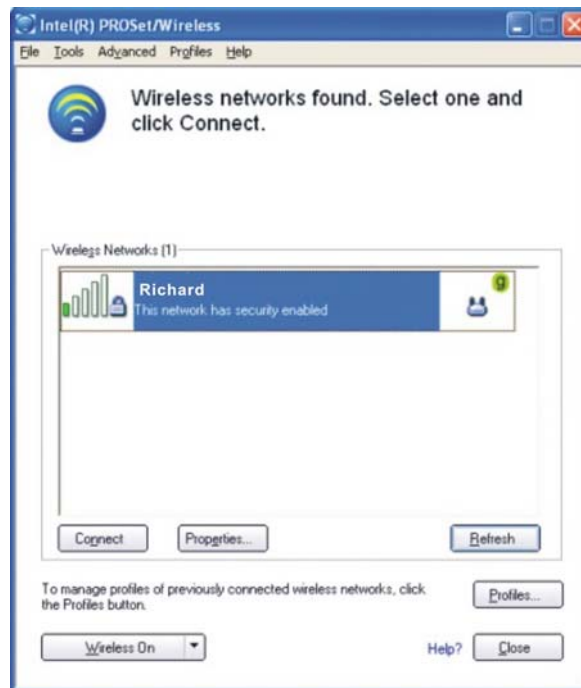 Intel(R) PROSet/Wireless
File Tools Advanced Profiles Help
Wireless networks found. Select one and
click Connect.
Wireless Networks (1)
Richard
This network has security enabled
g
Connect Properties... Refresh
To manage profiles of previously connected wireless networks, click
the Profiles button.
Profiles...
Wireless On Help? Close